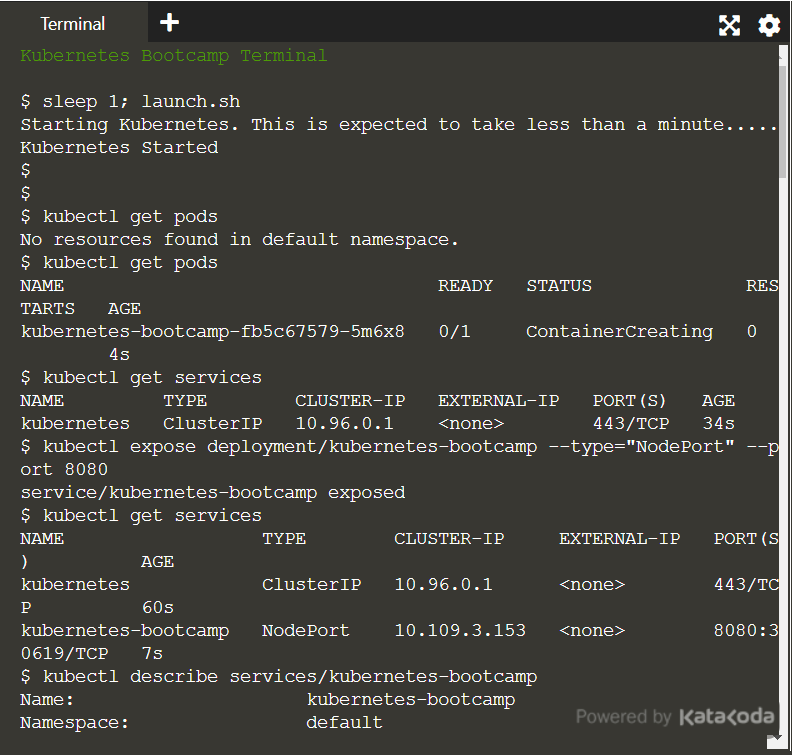 Terminal +
Kubernetes Bootcamp Terminal
$ sleep 1; launch.sh
Starting Kubernetes. This is expected to take less than a minute.....
Kubernetes Started
$
$
$ kubectl get pods
No resources found in default namespace.
$ kubectl get pods
NAME                                  READY   STATUS              RES
TARTS   AGE
kubernetes-bootcamp-fb5c67579-5m6x8   0/1     ContainerCreating   0
        4s
$ kubectl get services
NAME         TYPE        CLUSTER-IP   EXTERNAL-IP   PORT(S)   AGE
kubernetes   ClusterIP   10.96.0.1    <none>        443/TCP   34s
$ kubectl expose deployment/kubernetes-bootcamp --type="NodePort" --p
ort 8080
service/kubernetes-bootcamp exposed
$ kubectl get services
NAME                  TYPE        CLUSTER-IP     EXTERNAL-IP   PORT(S
)          AGE
kubernetes            ClusterIP   10.96.0.1      <none>        443/TC
P          60s
kubernetes-bootcamp   NodePort    10.109.3.153   <none>        8080:3
0619/TCP   7s
$ kubectl describe services/kubernetes-bootcamp
Name:                     kubernetes-bootcamp
Namespace:                default
Powered by Katacoda